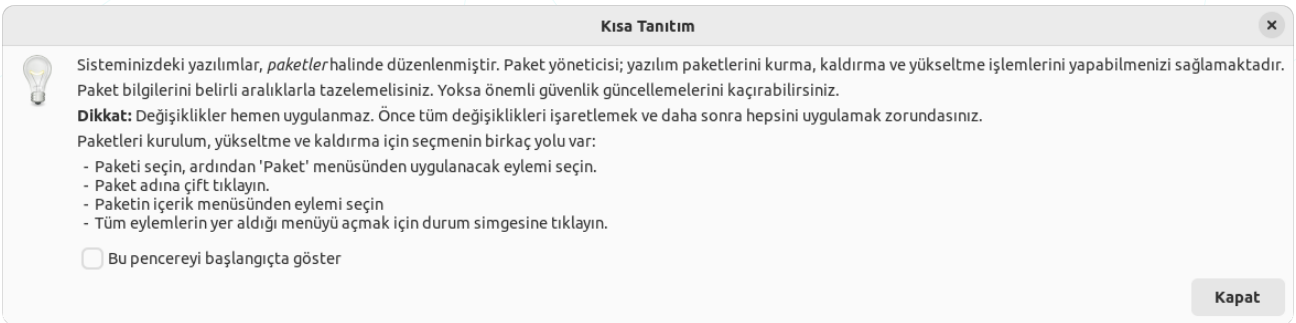 Kısa Tanıtım
Sisteminizdeki yazılımlar, paketler halinde düzenlenmiştir. Paket yöneticisi; yazılım paketlerini kurma, kaldırma ve yükseltme işlemlerini yapabilmenizi sağlamaktadır.
Paket bilgilerini belirli aralıklarla tazelemelisiniz. Yoksa önemli güvenlik güncellemelerini kaçırabilirsiniz.
Dikkat: Değişiklikler hemen uygulanmaz. Önce tüm değişiklikleri işaretlemek ve daha sonra hepsini uygulamak zorundasınız.
Paketleri kurulum, yükseltme ve kaldırma için seçmenin birkaç yolu var:
- Paketi seçin, ardından 'Paket' menüsünden uygulanacak eylemi seçin.
- Paket adına çift tıklayın.
- Paketin içerik menüsünden eylemi seçin
- Tüm eylemlerin yer aldığı menüyü açmak için durum simgesine tıklayın.
Bu pencereyi başlangıçta göster
Kapat